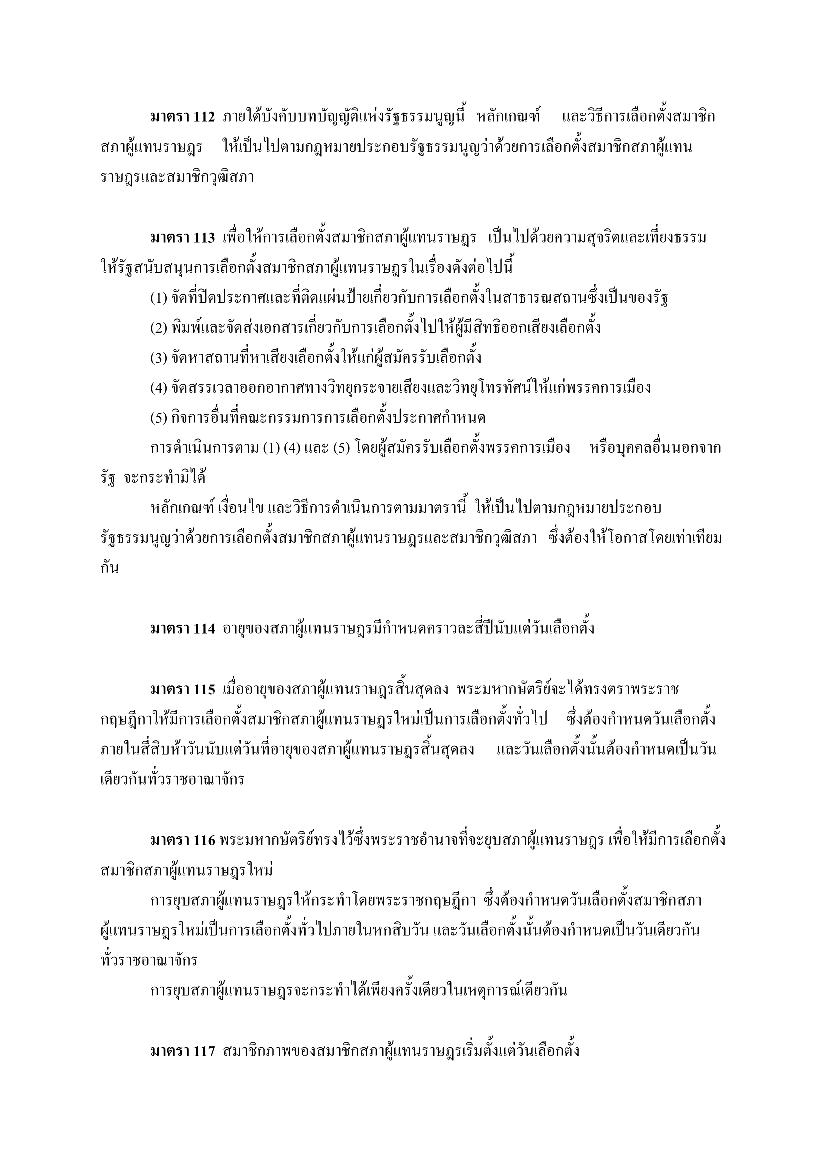 มาตรา 112 ภายใต้บังคับบทบัญญัติแห่งรัฐธรรมนูญนี้ หลักเกณฑ์ และวิธีการเลือกตั้งสมาชิก
สภาผู้แทนราษฎร ให้เป็นไปตามกฎหมายประกอบรัฐธรรมนูญว่าด้วยการเลือกตั้งสมาชิกสภาผู้แทน
ราษฎรและสมาชิกวุฒิสภา
มาตรา 113 เพื่อให้การเลือกตั้งสมาชิกสภาผู้แทนราษฎร เป็นไปด้วยความสุจริตและเที่ยงธรรม
ให้รัฐสนับสนุนการเลือกตั้งสมาชิกสภาผู้แทนราษฎรในเรื่องดังต่อไปนี้
(1) จัดที่ปิดประกาศและที่ติดแผ่นป้ายเกี่ยวกับการเลือกตั้งในสาธารณสถานซึ่งเป็นของรัฐ
(2) พิมพ์และจัดส่งเอกสารเกี่ยวกับการเลือกตั้งไปให้ผู้มีสิทธิออกเสียงเลือกตั้ง
(3) จัดหาสถานที่หาเสียงเลือกตั้งให้แก่ผู้สมัครรับเลือกตั้ง
(4) จัดสรรเวลาออกอากาศทางวิทยุกระจายเสียงและวิทยุโทรทัศน์ให้แก่พรรคการเมือง
(5) กิจการอื่นที่คณะกรรมการการเลือกตั้งประกาศกำหนด
การดำเนินการตาม (1) (4) และ (5) โดยผู้สมัครรับเลือกตั้งพรรคการเมือง หรือบุคคลอื่นนอกจาก
รัฐ จะกระทำมิได้
หลักเกณฑ์ เงื่อนไข และวิธีการดำเนินการตามมาตรานี้ ให้เป็นไปตามกฎหมายประกอบ
รัฐธรรมนูญว่าด้วยการเลือกตั้งสมาชิกสภาผู้แทนราษฎรและสมาชิกวุฒิสภา ซึ่งต้องให้โอกาสโดยเท่าเทียม
กัน
มาตรา 114 อายุของสภาผู้แทนราษฎรมีกำหนดคราวละสี่ปีนับแต่วันเลือกตั้ง
มาตรา 115 เมื่ออายุของสภาผู้แทนราษฎรสิ้นสุดลง พระมหากษัตริย์จะได้ทรงตราพระราช
กฤษฎีกาให้มีการเลือกตั้งสมาชิกสภาผู้แทนราษฎรใหม่เป็นการเลือกตั้งทั่วไป ซึ่งต้องกำหนดวันเลือกตั้ง
ภายในสี่สิบห้าวันนับแต่วันที่อายุของสภาผู้แทนราษฎรสิ้นสุดลง และวันเลือกตั้งนั้นต้องกำหนดเป็นวัน
เดียวกันทั่วราชอาณาจักร
มาตรา 116 พระมหากษัตริย์ทรงไว้ซึ่งพระราชอำนาจที่จะยุบสภาผู้แทนราษฎร เพื่อให้มีการเลือกตั้ง
สมาชิกสภาผู้แทนราษฎรใหม่
การยุบสภาผู้แทนราษฎรให้กระทำโดยพระราชกฤษฎีกา ซึ่งต้องกำหนดวันเลือกตั้งสมาชิกสภา
ผู้แทนราษฎรใหม่เป็นการเลือกตั้งทั่วไปภายในหกสิบวัน และวันเลือกตั้งนั้นต้องกำหนดเป็นวันเดียวกัน
ทั่วราชอาณาจักร
การยุบสภาผู้แทนราษฎรจะกระทำได้เพียงครั้งเดียวในเหตุการณ์เดียวกัน
มาตรา 117 สมาชิกภาพของสมาชิกสภาผู้แทนราษฎรเริ่มตั้งแต่วันเลือกตั้ง